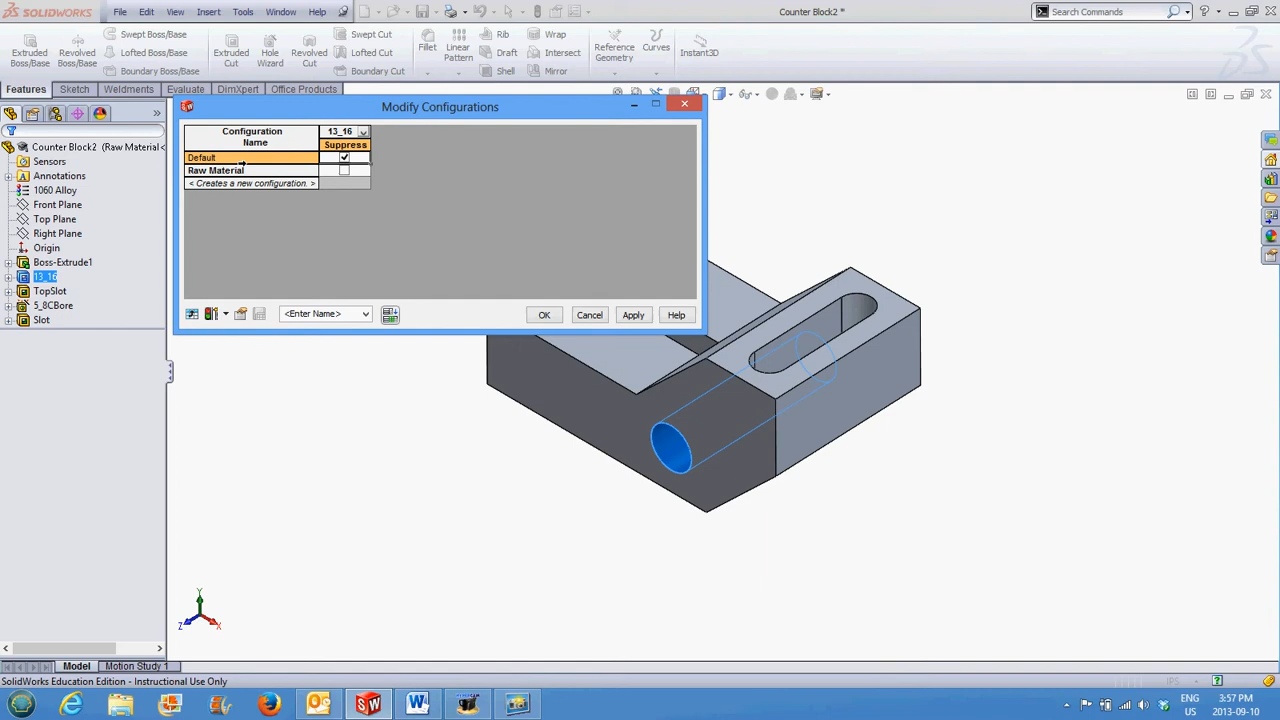 SOLIDWORKS File Edit View Insert Tools Window Help Counter Block2 * Search Commands
Extruded Boss/Base
Revolved Boss/Base
Swept Boss/Base
Lofted Boss/Base
Boundary Boss/Base
Extruded Cut
Hole Wizard
Revolved Cut
Swept Cut
Lofted Cut
Boundary Cut
Fillet
Linear Pattern
Rib
Draft
Shell
Wrap
Intersect
Mirror
Reference Geometry
Curves
Instant3D
Features Sketch Weldments Evaluate DimXpert Office Products
Counter Block2 (Raw Material<
Sensors
Annotations
1060 Alloy
Front Plane
Top Plane
Right Plane
Origin
Boss-Extrude1
13_16
TopSlot
5_8CBore
Slot
Modify Configurations
Configuration Name 13_16
Suppress
Default
Raw Material
< Creates a new configuration. >
<Enter Name> OK Cancel Apply Help
Y
Z X
Model Motion Study 1
SolidWorks Education Edition - Instructional Use Only IPS
ENG 3:57 PM
US 2013-09-10